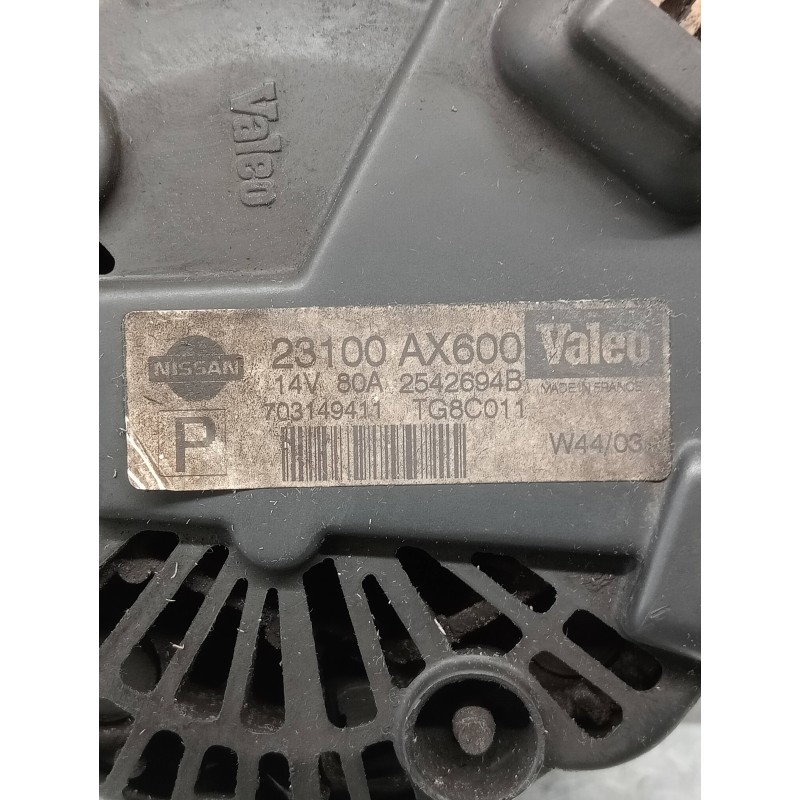 Valeo
NISSAN
23100 AX600
Valeo
14V 80A 2542694B
MADE IN FRANCE
703149411 TG8C011
P
W44/03